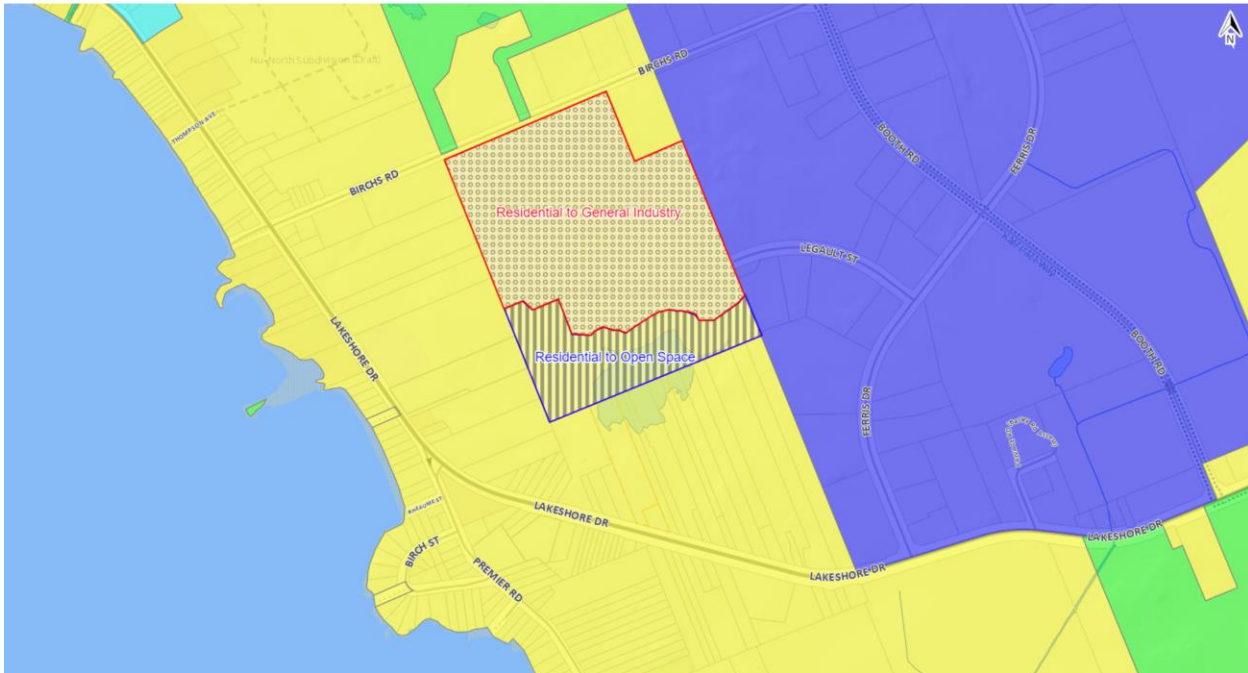 N
Nu-North Subdivision (Draft)
THOMPSON AVE
BIRCHS RD
BIRCHS RD
BOOTH RD
FERRIS DR
Residential to General Industry
LEGAULT ST
LAKESHORE DR
Residential to Open Space
BOOTH RD
FERRIS DR
RHEAUME ST
BIRCH ST
LAKESHORE DR
PREMIER RD
LAKESHORE DR
LAKESHORE DR